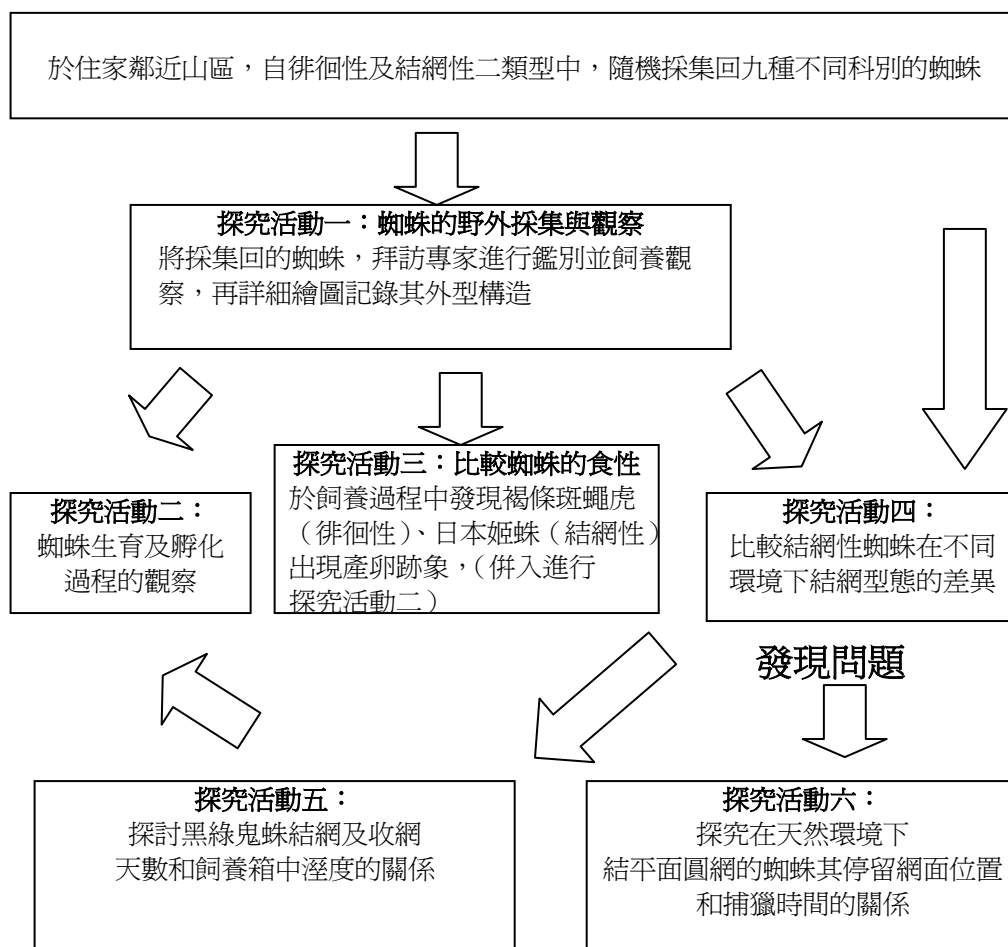 於住家鄰近山區，自徘徊性及結網性二類型中，隨機採集回九種不同科別的蜘蛛
探究活動一：蜘蛛的野外採集與觀察
將採集回的蜘蛛，拜訪專家進行鑑別並飼養觀
察，再詳細繪圖記錄其外型構造
探究活動二：
蜘蛛生育及孵化
過程的觀察
探究活動三：比較蜘蛛的食性
於飼養過程中發現褐條斑蠅虎
（徘徊性）、日本姬蛛（結網性）
出現產卵跡象，（併入進行
探究活動二）
探究活動四：
比較結網性蜘蛛在不同
環境下結網型態的差異
發現問題
探究活動五：
探討黑綠鬼蛛結網及收網
天數和飼養箱中溼度的關係
探究活動六：
探究在天然環境下
結平面圓網的蜘蛛其停留網面位置
和捕獵時間的關係